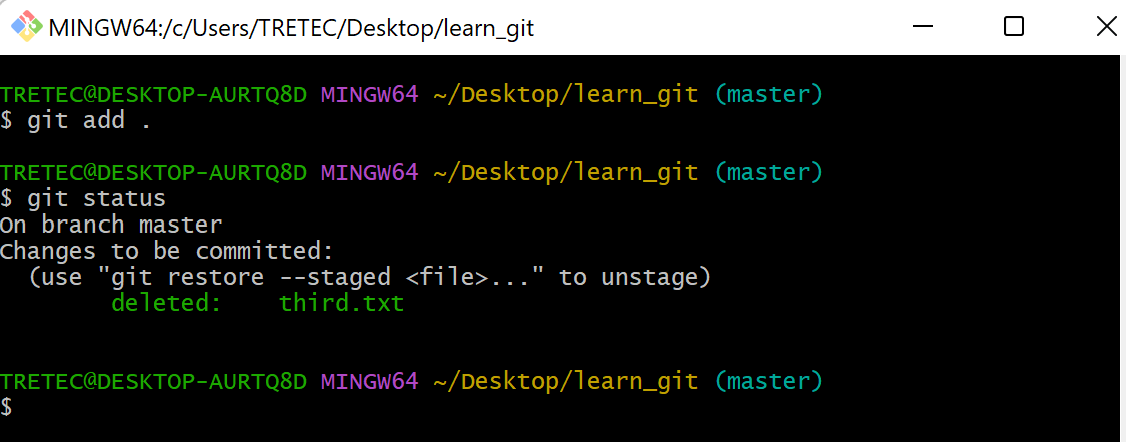 MINGW64:/c/Users/TRETEC/Desktop/learn_git
TRETEC@DESKTOP-AURTQ8D MINGW64 ~/Desktop/learn_git (master)
$ git add .
TRETEC@DESKTOP-AURTQ8D MINGW64 ~/Desktop/learn_git (master)
$ git status
On branch master
Changes to be committed:
  (use "git restore --staged <file>..." to unstage)
        deleted:    third.txt
TRETEC@DESKTOP-AURTQ8D MINGW64 ~/Desktop/learn_git (master)
$